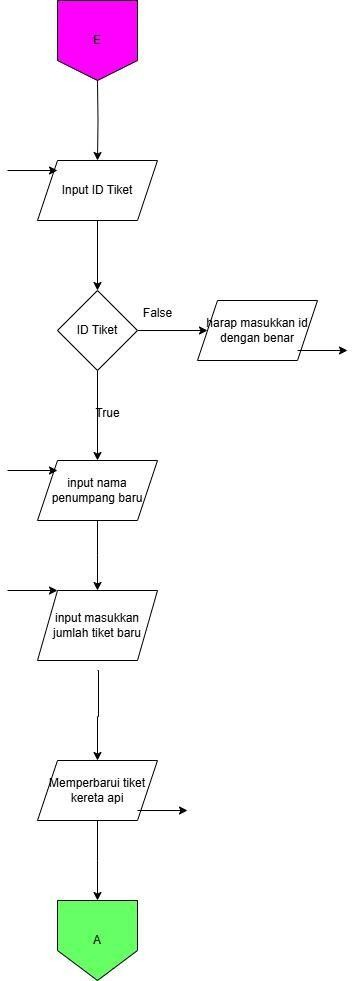 E
Input ID Tiket
ID Tiket
False
harap masukkan id
dengan benar
True
input nama
penumpang baru
input masukkan
jumlah tiket baru
Memperbarui tiket
kereta api
A